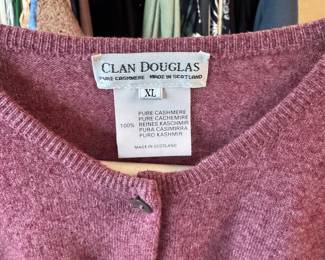 CLAN DOUGLAS
PURE CASHMERE MADE IN SCOTLAND
XL
PURE CASHMERE
PURE CACHEMIRE
100% REINES KASCHMIR
PURA CASIMIRRA
PURO KASHMIR
MADE IN SCOTLAND